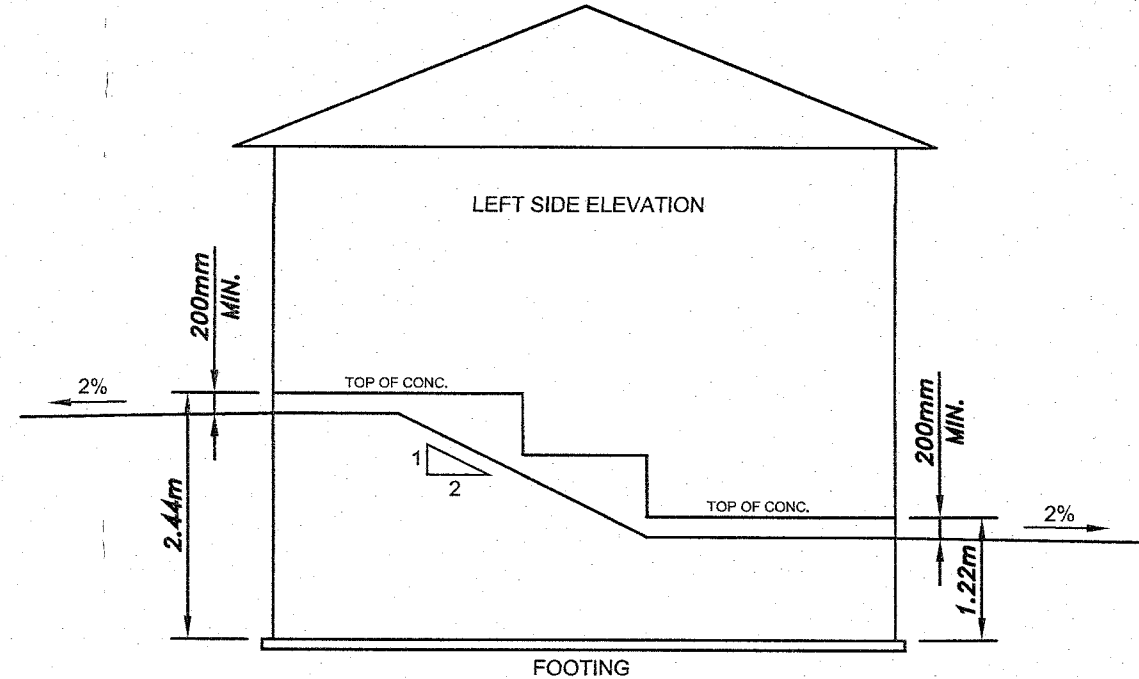 LEFT SIDE ELEVATION
200mm
MIN.
2%
TOP OF CONC.
1
2
2.44m
200mm
MIN.
TOP OF CONC.
2%
1.22m
FOOTING